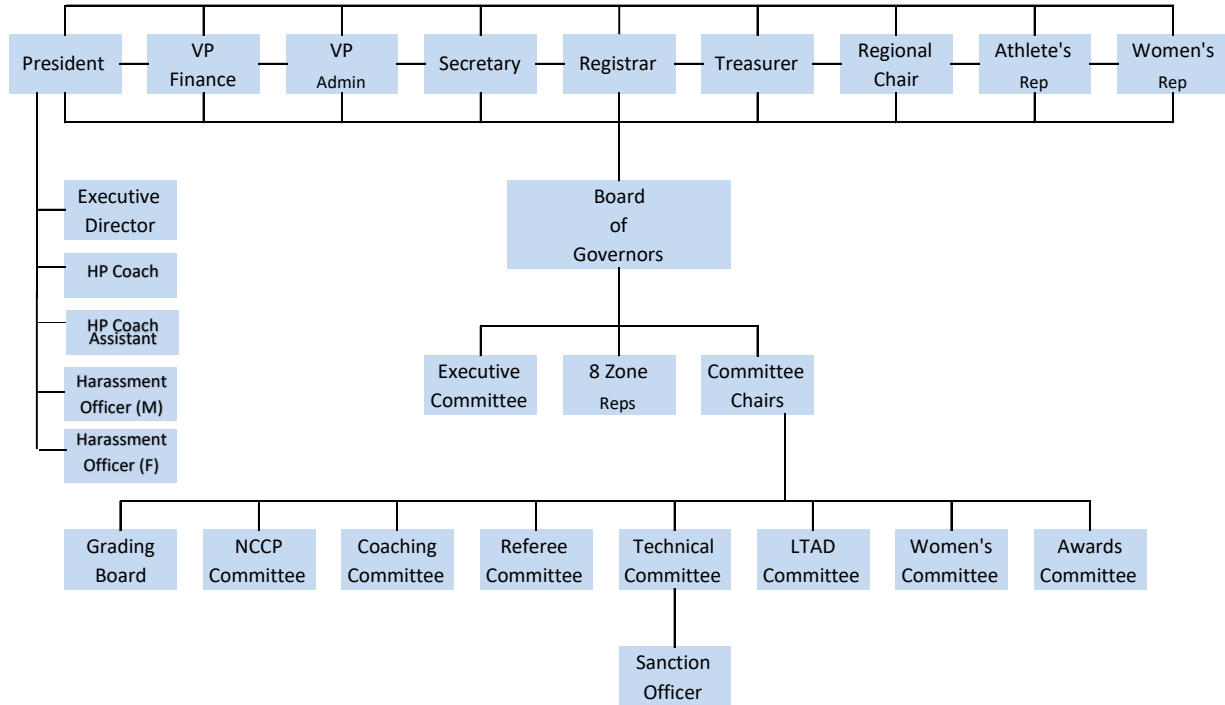 President
VP
Finance
VP
Admin
Secretary
Registrar
Treasurer
Regional
Chair
Athlete's
Rep
Women's
Rep
Executive
Director
HP Coach
HP Coach
Assistant
Harassment
Officer (M)
Harassment
Officer (F)
Board
of
Governors
Executive
Committee
8 Zone
Reps
Committee
Chairs
Grading
Board
NCCP
Committee
Coaching
Committee
Referee
Committee
Technical
Committee
LTAD
Committee
Women's
Committee
Awards
Committee
Sanction
Officer